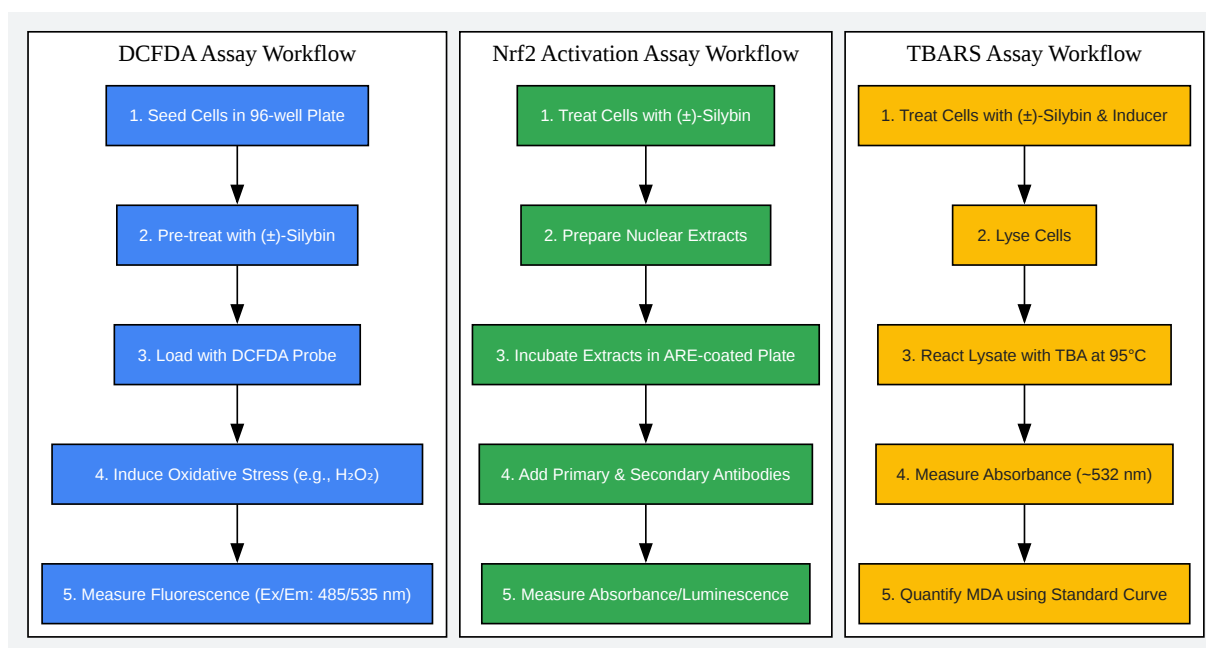 DCFDA Assay Workflow
1. Seed Cells in 96-well Plate
2. Pre-treat with (±)-Silybin
3. Load with DCFDA Probe
4. Induce Oxidative Stress (e.g., H₂O₂)
5. Measure Fluorescence (Ex/Em: 485/535 nm)
Nrf2 Activation Assay Workflow
1. Treat Cells with (±)-Silybin
2. Prepare Nuclear Extracts
3. Incubate Extracts in ARE-coated Plate
4. Add Primary & Secondary Antibodies
5. Measure Absorbance/Luminescence
TBARS Assay Workflow
1. Treat Cells with (±)-Silybin & Inducer
2. Lyse Cells
3. React Lysate with TBA at 95°C
4. Measure Absorbance (~532 nm)
5. Quantify MDA using Standard Curve